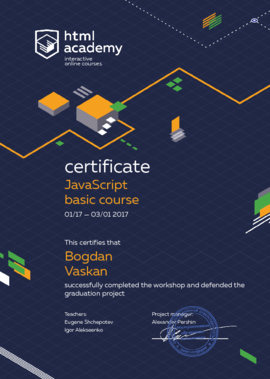 html
academy
interactive
online courses
certificate
JavaScript
basic course
01/17 — 03/01 2017
This certifies that
Bogdan
Vaskan
successfully completed the workshop and defended the
graduation project
Teachers:
Eugene Shchepotev
Igor Alekseenko
Project manager:
Alexander Pershin